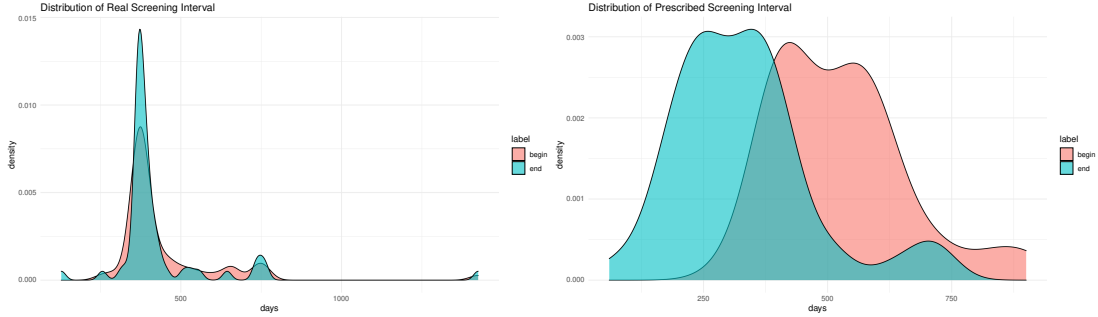 Distribution of Real Screening Interval
0.015
0.010
0.005
0.000
density
500
1000
days
label
begin
end
Distribution of Prescribed Screening Interval
0.003
0.002
0.001
0.000
density
250
500
750
days
label
begin
end